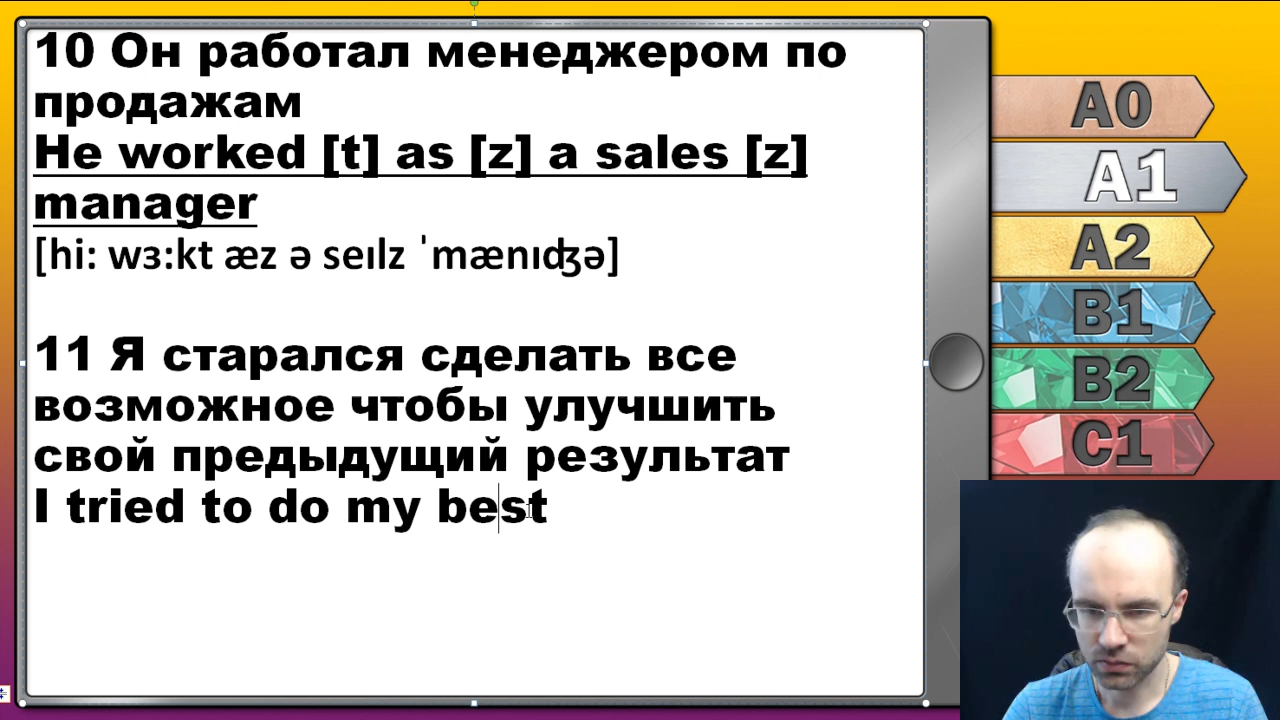 10 Он работал менеджером по
продажам
He worked [t] as [z] a sales [z]
manager
[hi: wɜ:kt æz ə seɪlz ˈmænɪʤə]
11 Я старался сделать все
возможное чтобы улучшить
свой предыдущий результат
I tried to do my best
A0
A1
A2
B1
B2
C1